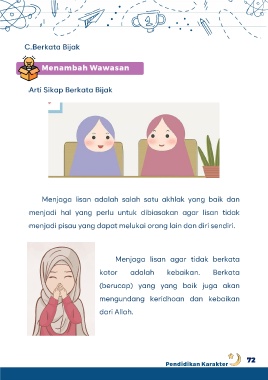 C.Berkata Bijak
Menambah Wawasan
Arti Sikap Berkata Bijak
Menjaga lisan adalah salah satu akhlak yang baik dan
menjadi hal yang perlu untuk dibiasakan agar lisan tidak
menjadi pisau yang dapat melukai orang lain dan diri sendiri.
Menjaga lisan agar tidak berkata
kotor adalah kebaikan. Berkata
(berucap) yang yang baik juga akan
mengundang keridhoan dan kebaikan
dari Allah.
Pendidikan Karakter 72